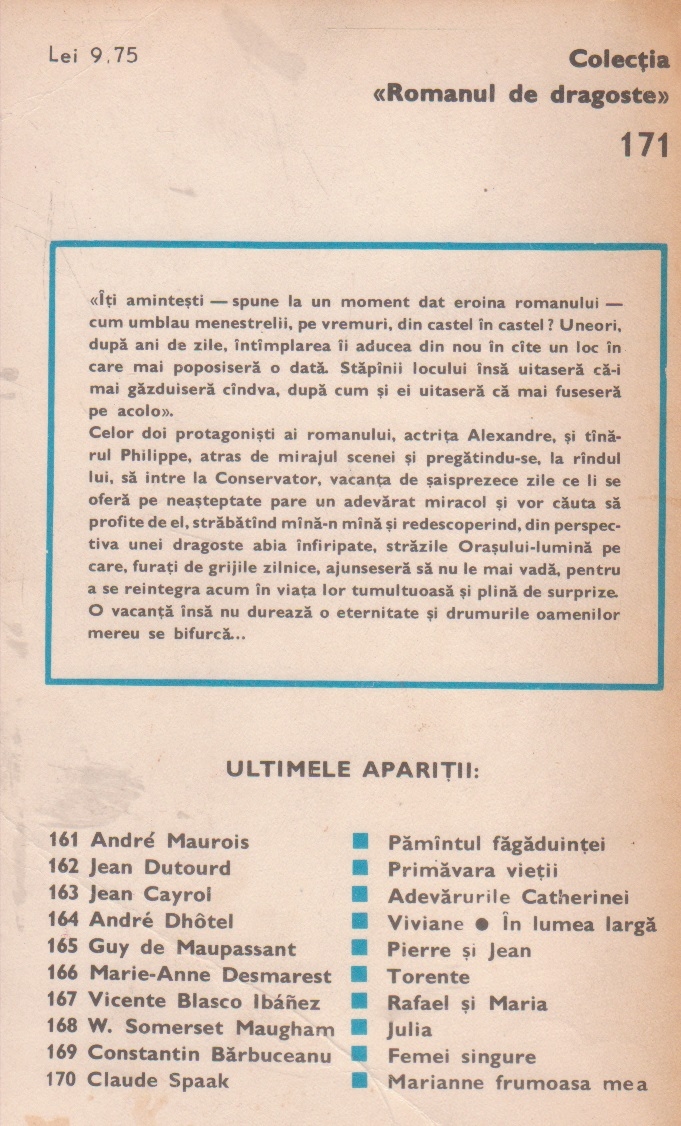 Lei 9,75
Colecția
«Romanul de dragoste»
171
«Îți amintești — spune la un moment dat eroina romanului —
cum umblau menestrelii, pe vremuri, din castel în castel? Uneori,
după ani de zile, întîmplarea îi aducea din nou în cîte un loc în
care mai poposiseră o dată. Stăpînii locului însă uitaseră că-i
mai găzduiseră cîndva, după cum și ei uitaseră că mai fuseseră
pe acolo».
Celor doi protagoniști ai romanului, actrița Alexandre, și tînă-
rul Philippe, atras de mirajul scenei și pregătindu-se, la rîndul
lui, să intre la Conservator, vacanța de șaisprezece zile ce li se
oferă pe neașteptate pare un adevărat miracol și vor căuta să
profite de el, străbătînd mînă-n mînă și redescoperind, din perspec-
tiva unei dragoste abia înfiripate, străzile Orașului-lumină pe
care, furați de grijile zilnice, ajunseseră să nu le mai vadă, pentru
a se reintegra acum în viața lor tumultuoasă și plină de surprize.
O vacanță însă nu durează o eternitate și drumurile oamenilor
mereu se bifurcă...
ULTIMELE APARIȚII:
161 André Maurois ■ Pămîntul făgăduinței
162 Jean Dutourd ■ Primăvara vieții
163 Jean Cayrol ■ Adevărurile Catherinei
164 André Dhôtel ■ Viviane ● În lumea largă
165 Guy de Maupassant ■ Pierre și Jean
166 Marie-Anne Desmarest ■ Torente
167 Vicente Blasco Ibáñez ■ Rafael și Maria
168 W. Somerset Maugham ■ Julia
169 Constantin Bărbuceanu ■ Femei singure
170 Claude Spaak ■ Marianne frumoasa mea